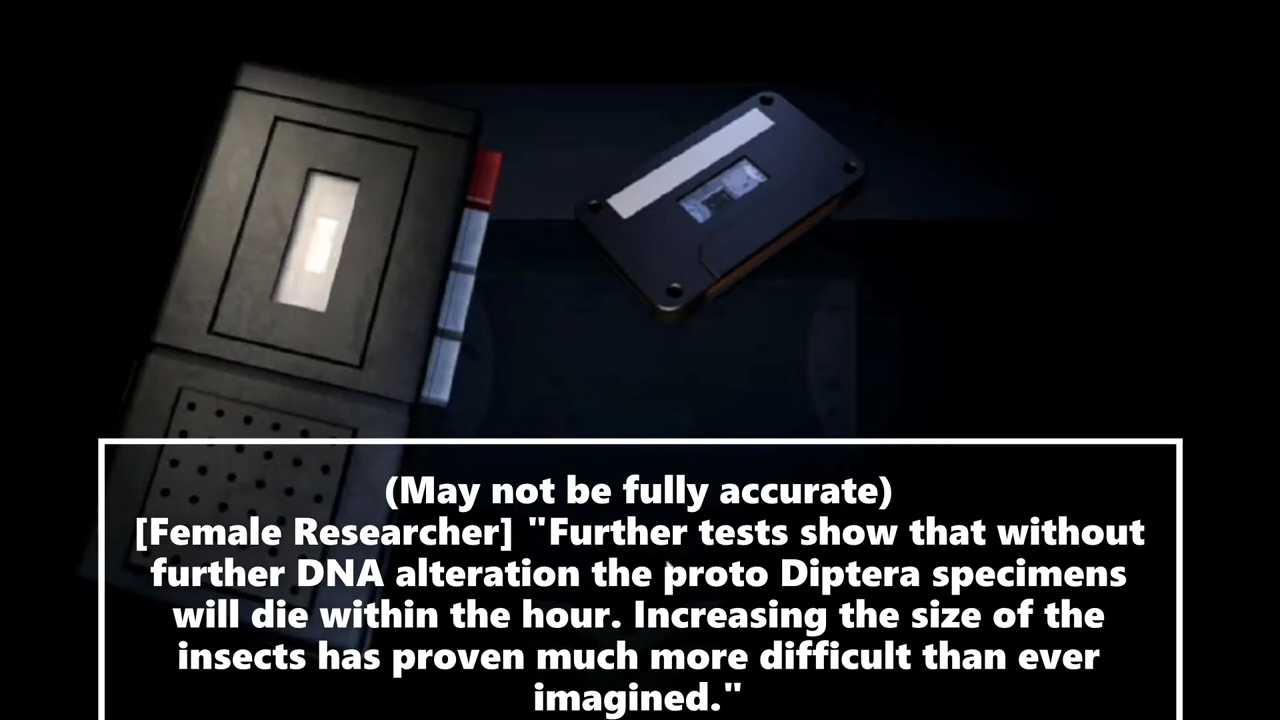 (May not be fully accurate)
[Female Researcher] "Further tests show that without
further DNA alteration the proto Diptera specimens
will die within the hour. Increasing the size of the
insects has proven much more difficult than ever
imagined."